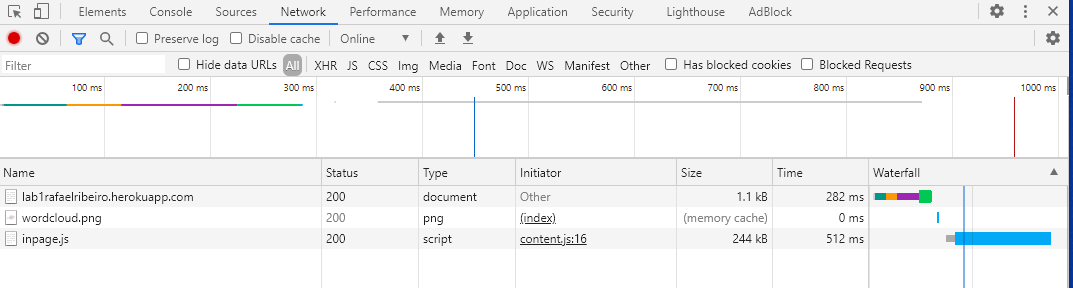 Elements Console Sources Network Performance Memory Application Security Lighthouse AdBlock
Preserve log Disable cache Online
Filter Hide data URLs All XHR JS CSS Img Media Font Doc WS Manifest Other Has blocked cookies Blocked Requests
100 ms 200 ms 300 ms 400 ms 500 ms 600 ms 700 ms 800 ms 900 ms 1000 ms
Name Status Type Initiator Size Time Waterfall
lab1rafaelribeiro.herokuapp.com 200 document Other 1.1 kB 282 ms
wordcloud.png 200 png (index) (memory cache) 0 ms
inpage.js 200 script content.js:16 244 kB 512 ms